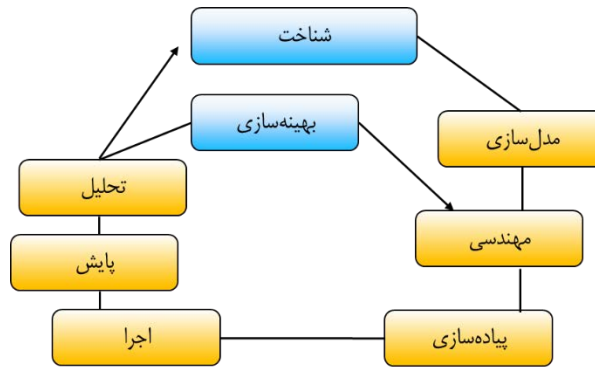 شناخت
بهینه‌سازی
مدل‌سازی
تحلیل
مهندسی
پایش
اجرا
پیاده‌سازی